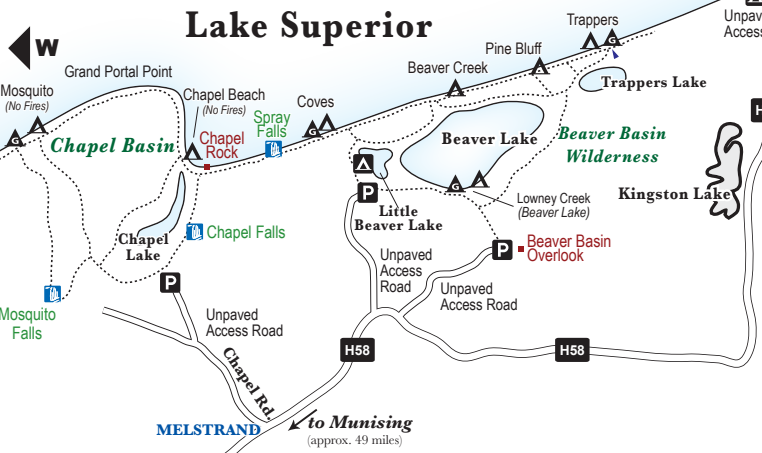 Lake Superior
W
Trappers
Unpav
Access
Pine Bluff
Beaver Creek
Grand Portal Point
Mosquito
(No Fires)
G
Chapel Beach
(No Fires)
Coves
G
G
G
Trappers Lake
Spray
Falls
Chapel
Rock
Chapel Basin
Beaver Lake
Beaver Basin
Wilderness
H
G
Kingston Lake
P
Lowney Creek
(Beaver Lake)
Little
Beaver Lake
Chapel Falls
Chapel
Lake
P
Beaver Basin
Overlook
Unpaved
Access
Road
P
Unpaved
Access Road
Mosquito
Falls
Unpaved
Access Road
H58
H58
Chapel Rd.
MELSTRAND
to Munising
(approx. 49 miles)